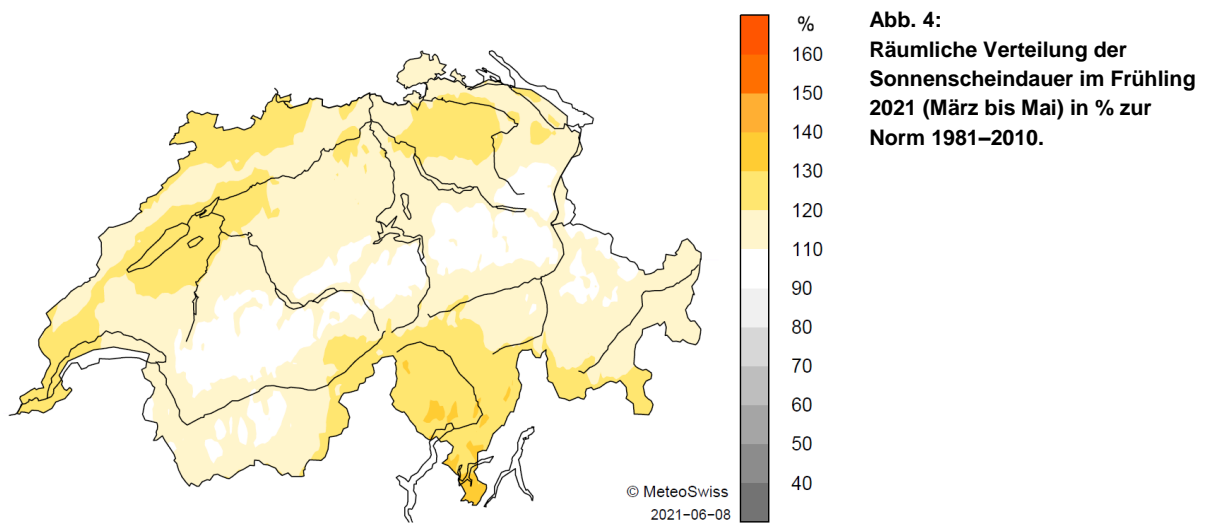 %
160
150
140
130
120
110
90
80
70
60
50
40
© MeteoSwiss
2021−06−08
Abb. 4:
Räumliche Verteilung der
Sonnenscheindauer im Frühling
2021 (März bis Mai) in % zur
Norm 1981–2010.